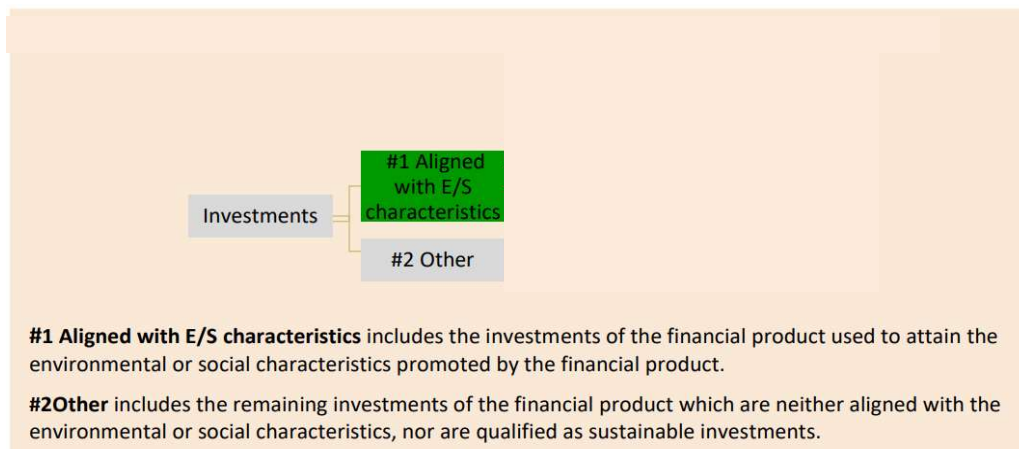 #1 Aligned
with E/S
characteristics
Investments
#2 Other
#1 Aligned with E/S characteristics includes the investments of the financial product used to attain the
environmental or social characteristics promoted by the financial product.
#2Other includes the remaining investments of the financial product which are neither aligned with the
environmental or social characteristics, nor are qualified as sustainable investments.